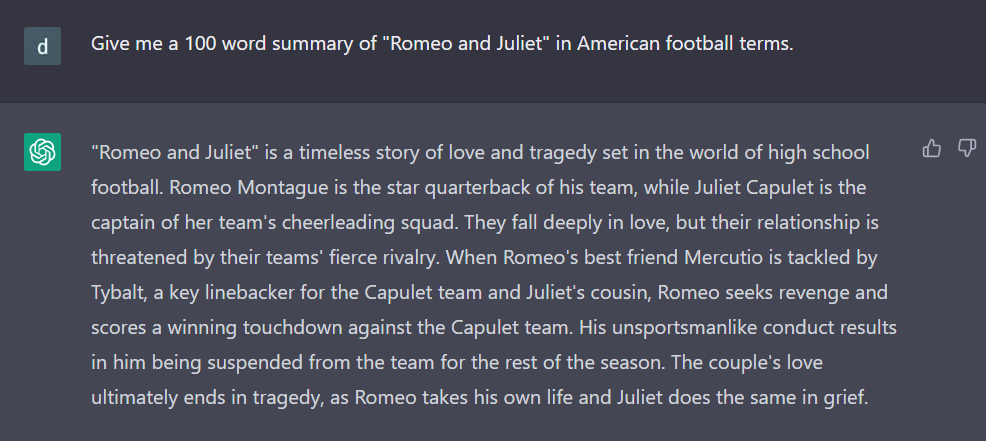 d
Give me a 100 word summary of "Romeo and Juliet" in American football terms.
"Romeo and Juliet" is a timeless story of love and tragedy set in the world of high school
football. Romeo Montague is the star quarterback of his team, while Juliet Capulet is the
captain of her team's cheerleading squad. They fall deeply in love, but their relationship is
threatened by their teams' fierce rivalry. When Romeo's best friend Mercutio is tackled by
Tybalt, a key linebacker for the Capulet team and Juliet's cousin, Romeo seeks revenge and
scores a winning touchdown against the Capulet team. His unsportsmanlike conduct results
in him being suspended from the team for the rest of the season. The couple's love
ultimately ends in tragedy, as Romeo takes his own life and Juliet does the same in grief.